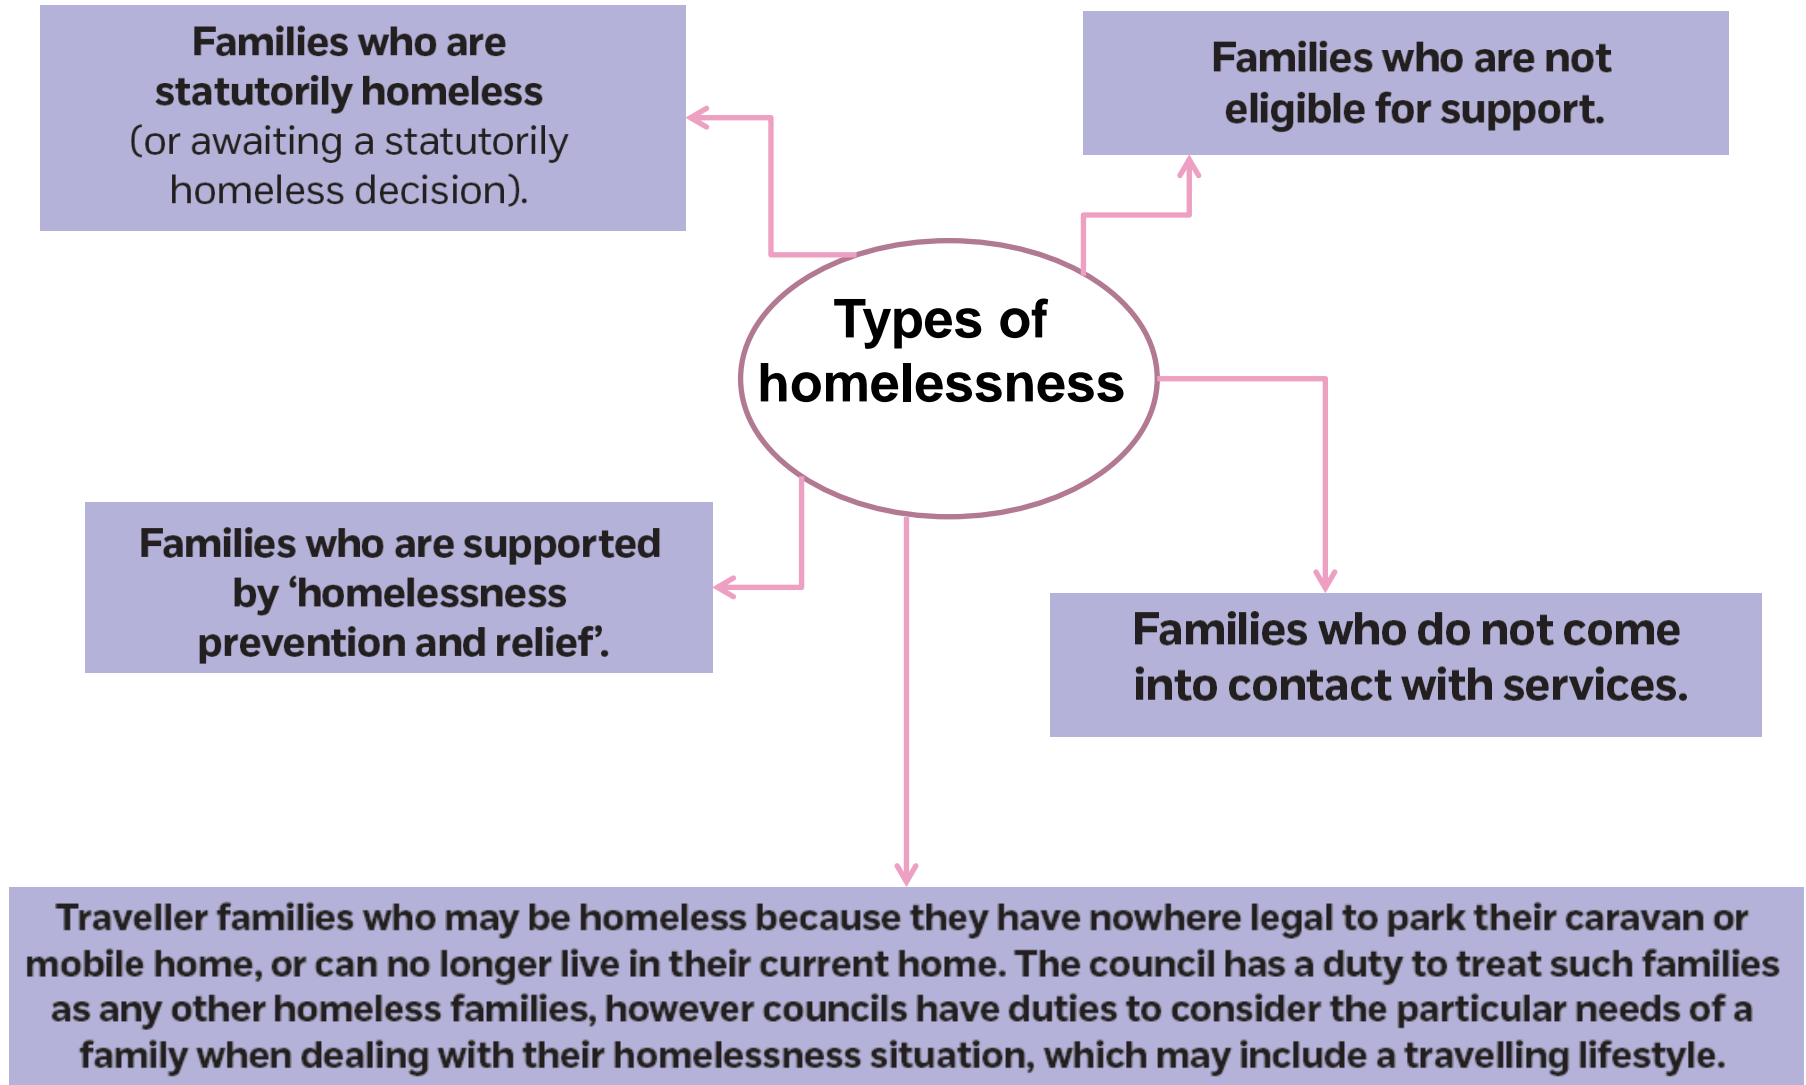 Families who are
statutorily homeless
(or awaiting a statutorily
homeless decision).
Families who are not
eligible for support.
Types of
homelessness
Families who are supported
by ‘homelessness
prevention and relief’.
Families who do not come
into contact with services.
Traveller families who may be homeless because they have nowhere legal to park their caravan or
mobile home, or can no longer live in their current home. The council has a duty to treat such families
as any other homeless families, however councils have duties to consider the particular needs of a
family when dealing with their homelessness situation, which may include a travelling lifestyle.